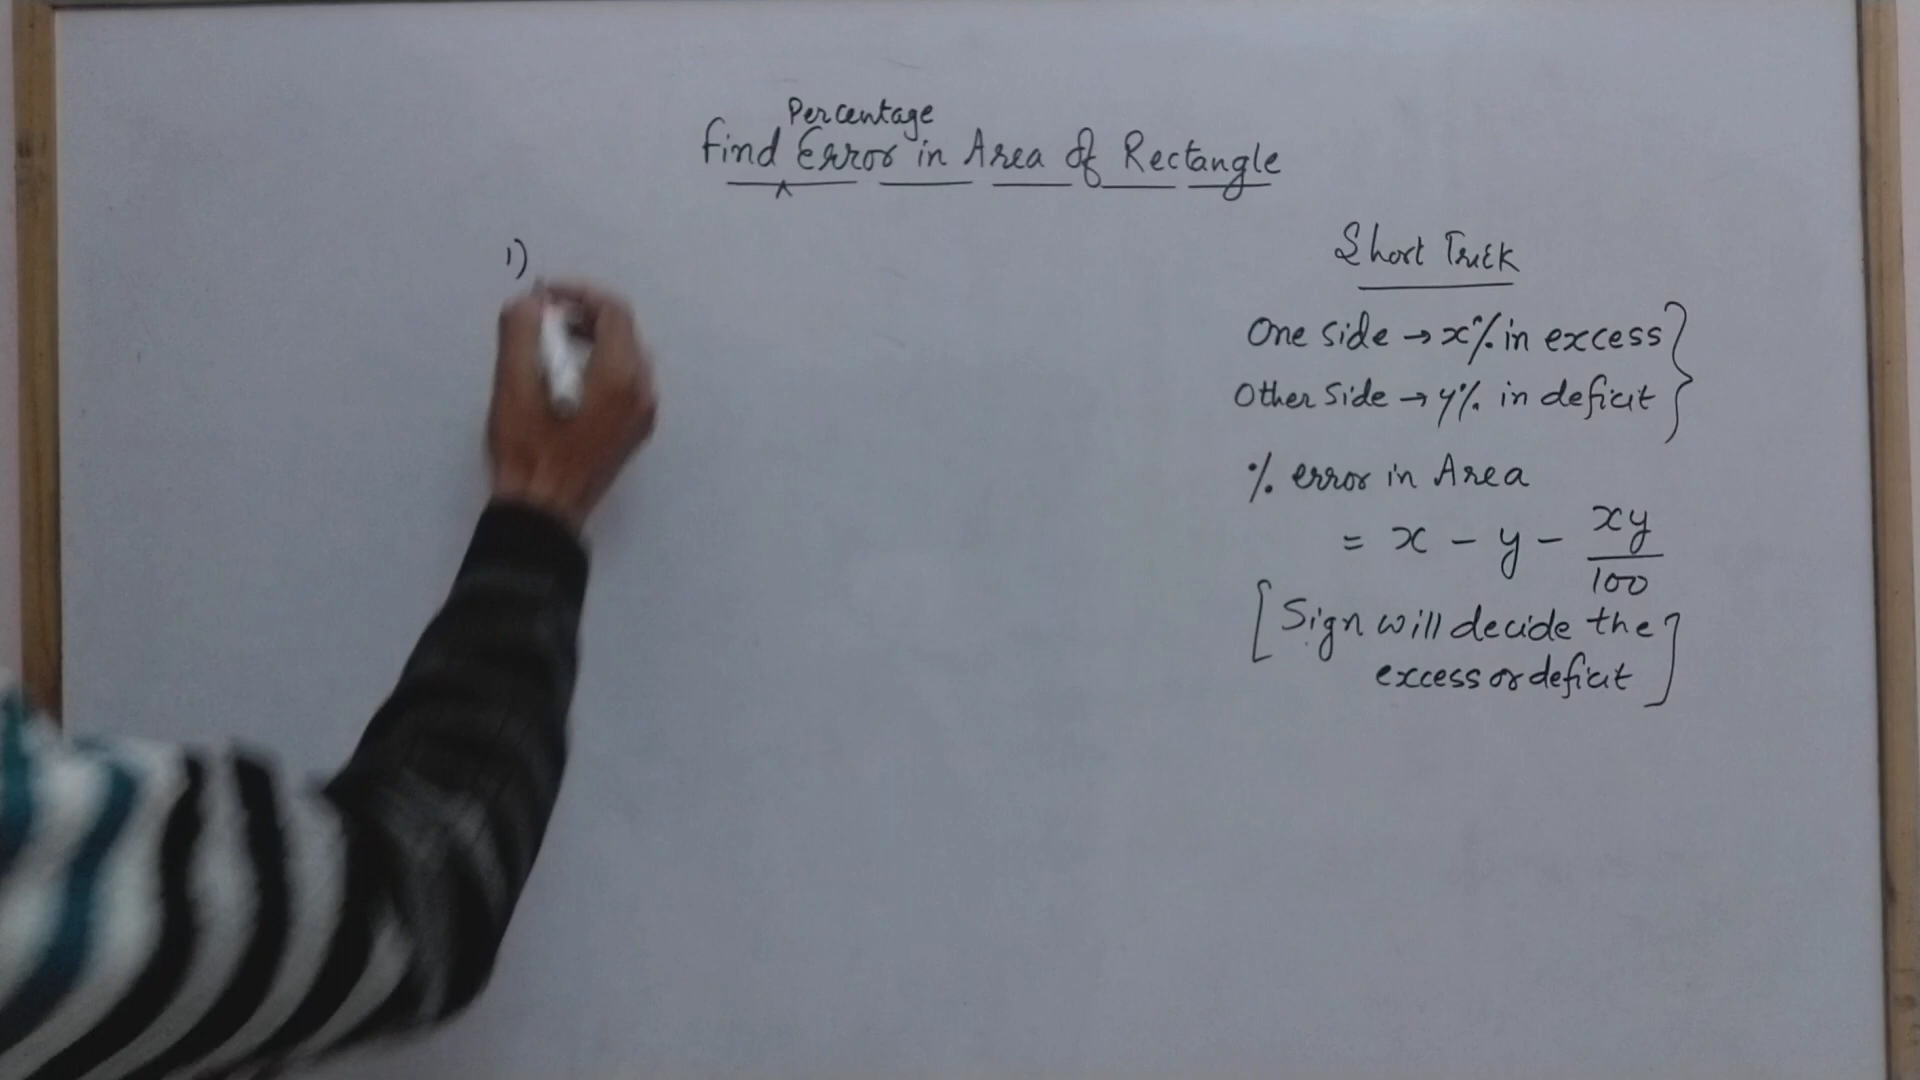 Percentage
find Error in Area of Rectangle
1)
Short Trick
One side → x% in excess
Other Side → y% in deficit
% error in Area
= x - y - xy/100
[Sign will decide the
excess or deficit]